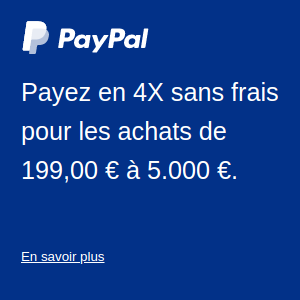 PayPal
Payez en 4X sans frais
pour les achats de
199,00 € à 5.000 €.
En savoir plus